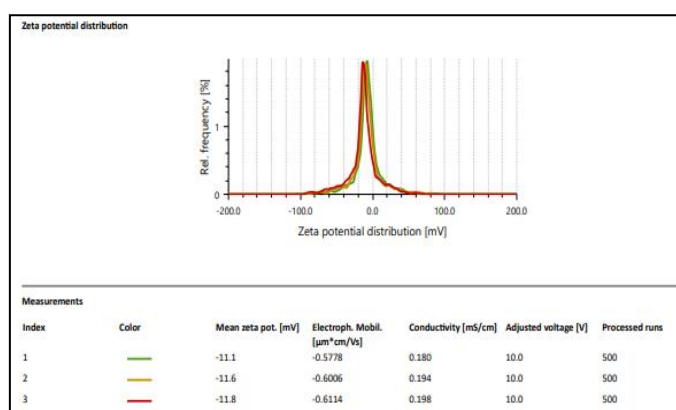 Zeta potential distribution
Rel. frequency [%]
1
0
-200.0 -100.0 0.0 100.0 200.0
Zeta potential distribution [mV]
Measurements
Index Color Mean zeta pot. [mV] Electroph. Mobil. [µm*cm/Vs] Conductivity [mS/cm] Adjusted voltage [V] Processed runs
1 -11.1 -0.5778 0.180 10.0 500
2 -11.6 -0.6006 0.194 10.0 500
3 -11.8 -0.6114 0.198 10.0 500